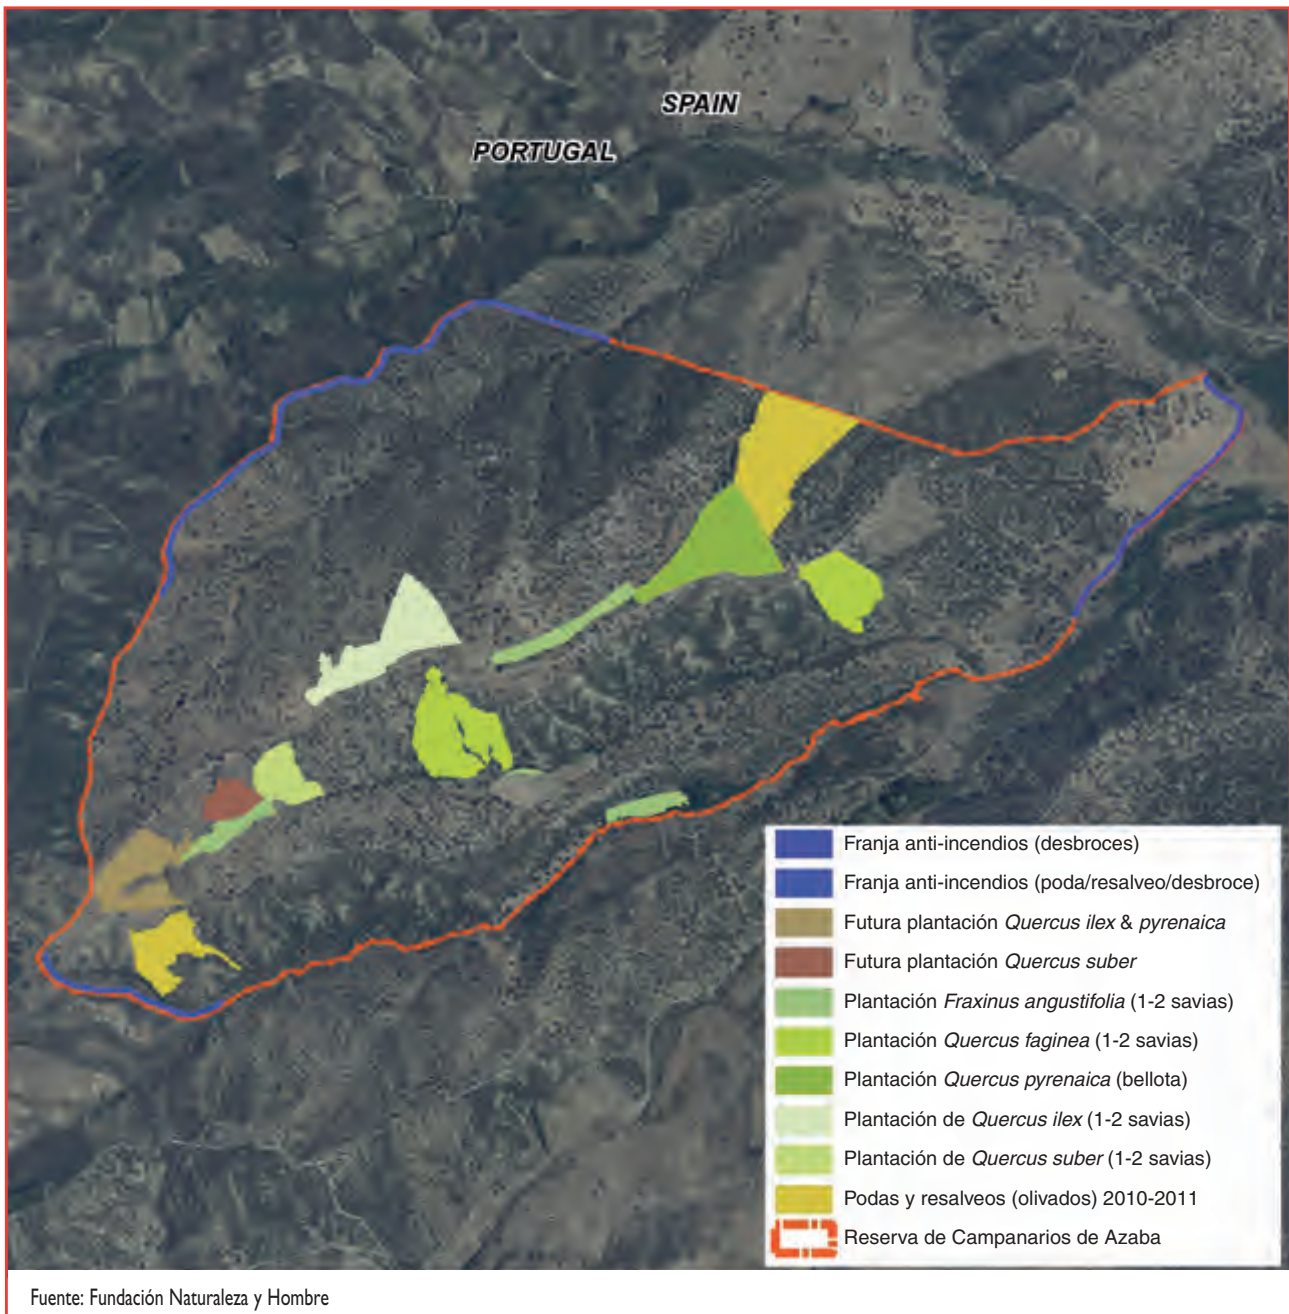 SPAIN
PORTUGAL
Franja anti-incendios (desbroces)
Franja anti-incendios (poda/resalveo/desbroce)
Futura plantación Quercus ilex & pyrenaica
Futura plantación Quercus suber
Plantación Fraxinus angustifolia (1-2 savias)
Plantación Quercus faginea (1-2 savias)
Plantación Quercus pyrenaica (bellota)
Plantación de Quercus ilex (1-2 savias)
Plantación de Quercus suber (1-2 savias)
Podas y resalveos (olivados) 2010-2011
Reserva de Campanarios de Azaba
Fuente: Fundación Naturaleza y Hombre